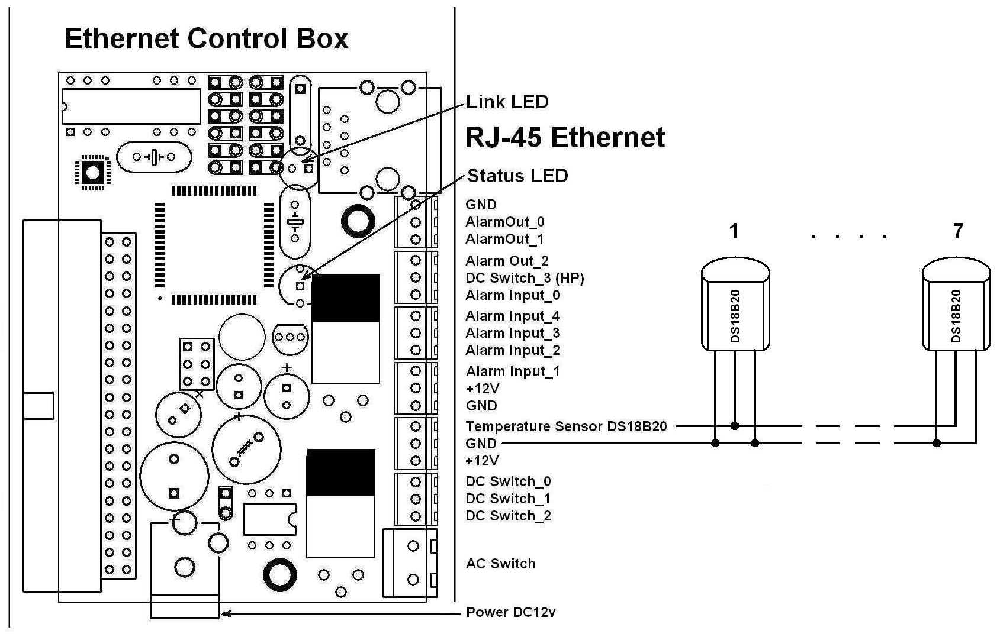 Ethernet Control Box
Link LED
RJ-45 Ethernet
Status LED
GND
AlarmOut_0
AlarmOut_1
Alarm Out_2
DC Switch_3 (HP)
Alarm Input_0
Alarm Input_4
Alarm Input_3
Alarm Input_2
Alarm Input_1
+12V
GND
Temperature Sensor DS18B20
GND
+12V
DC Switch_0
DC Switch_1
DC Switch_2
AC Switch
Power DC12v
1 . . . . 7
DS18B20
DS18B20